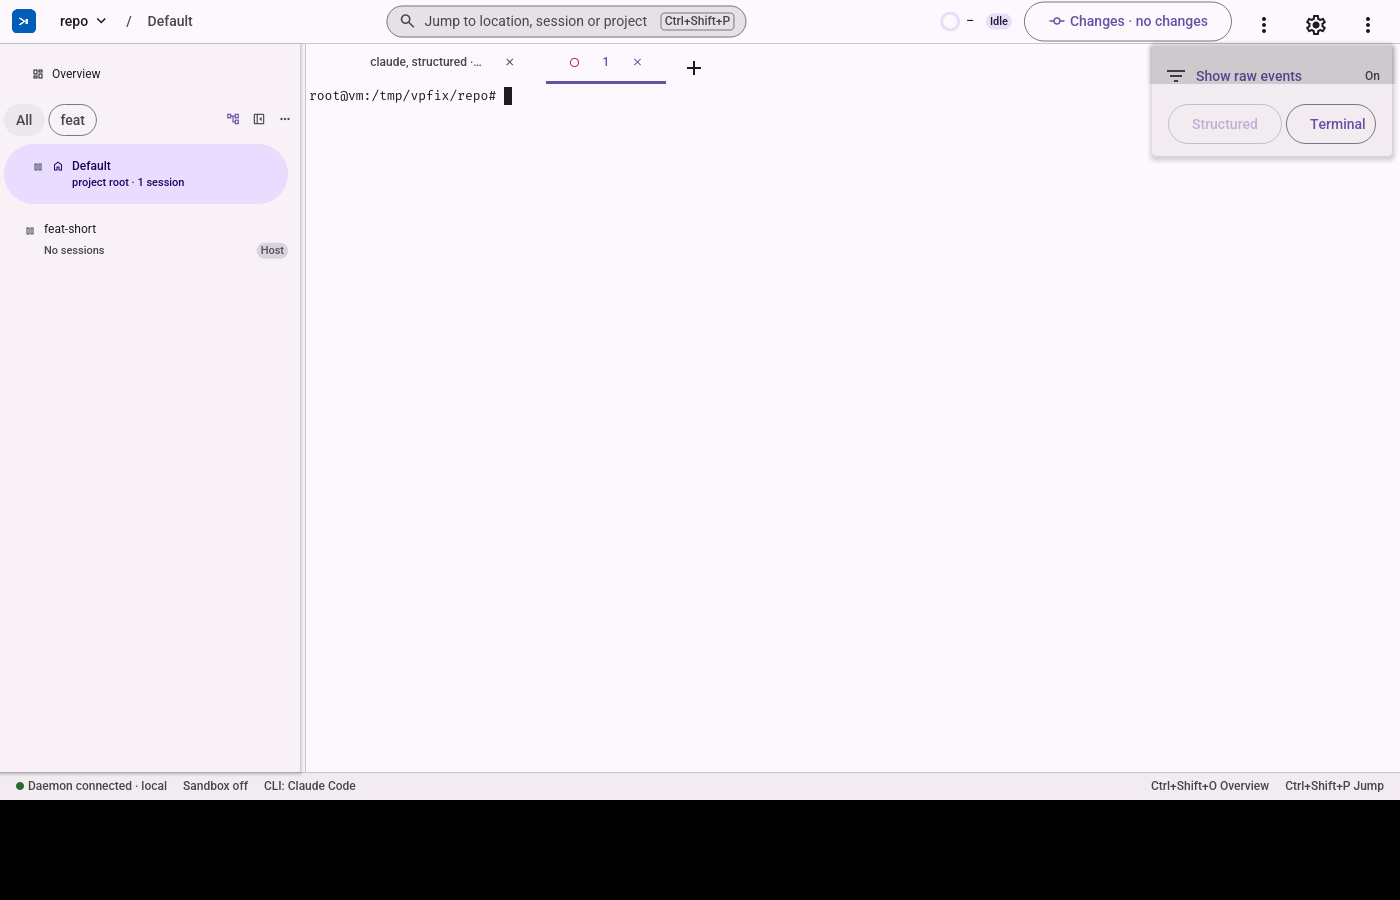 repo / Default
Jump to location, session or project Ctrl+Shift+P
– Idle
Changes · no changes
Overview
All feat
Default
project root · 1 session
feat-short
No sessions Host
claude, structured ·…
1
root@vm:/tmp/vpfix/repo#
Show raw events On
Structured Terminal
Daemon connected · local Sandbox off CLI: Claude Code
Ctrl+Shift+O Overview Ctrl+Shift+P Jump